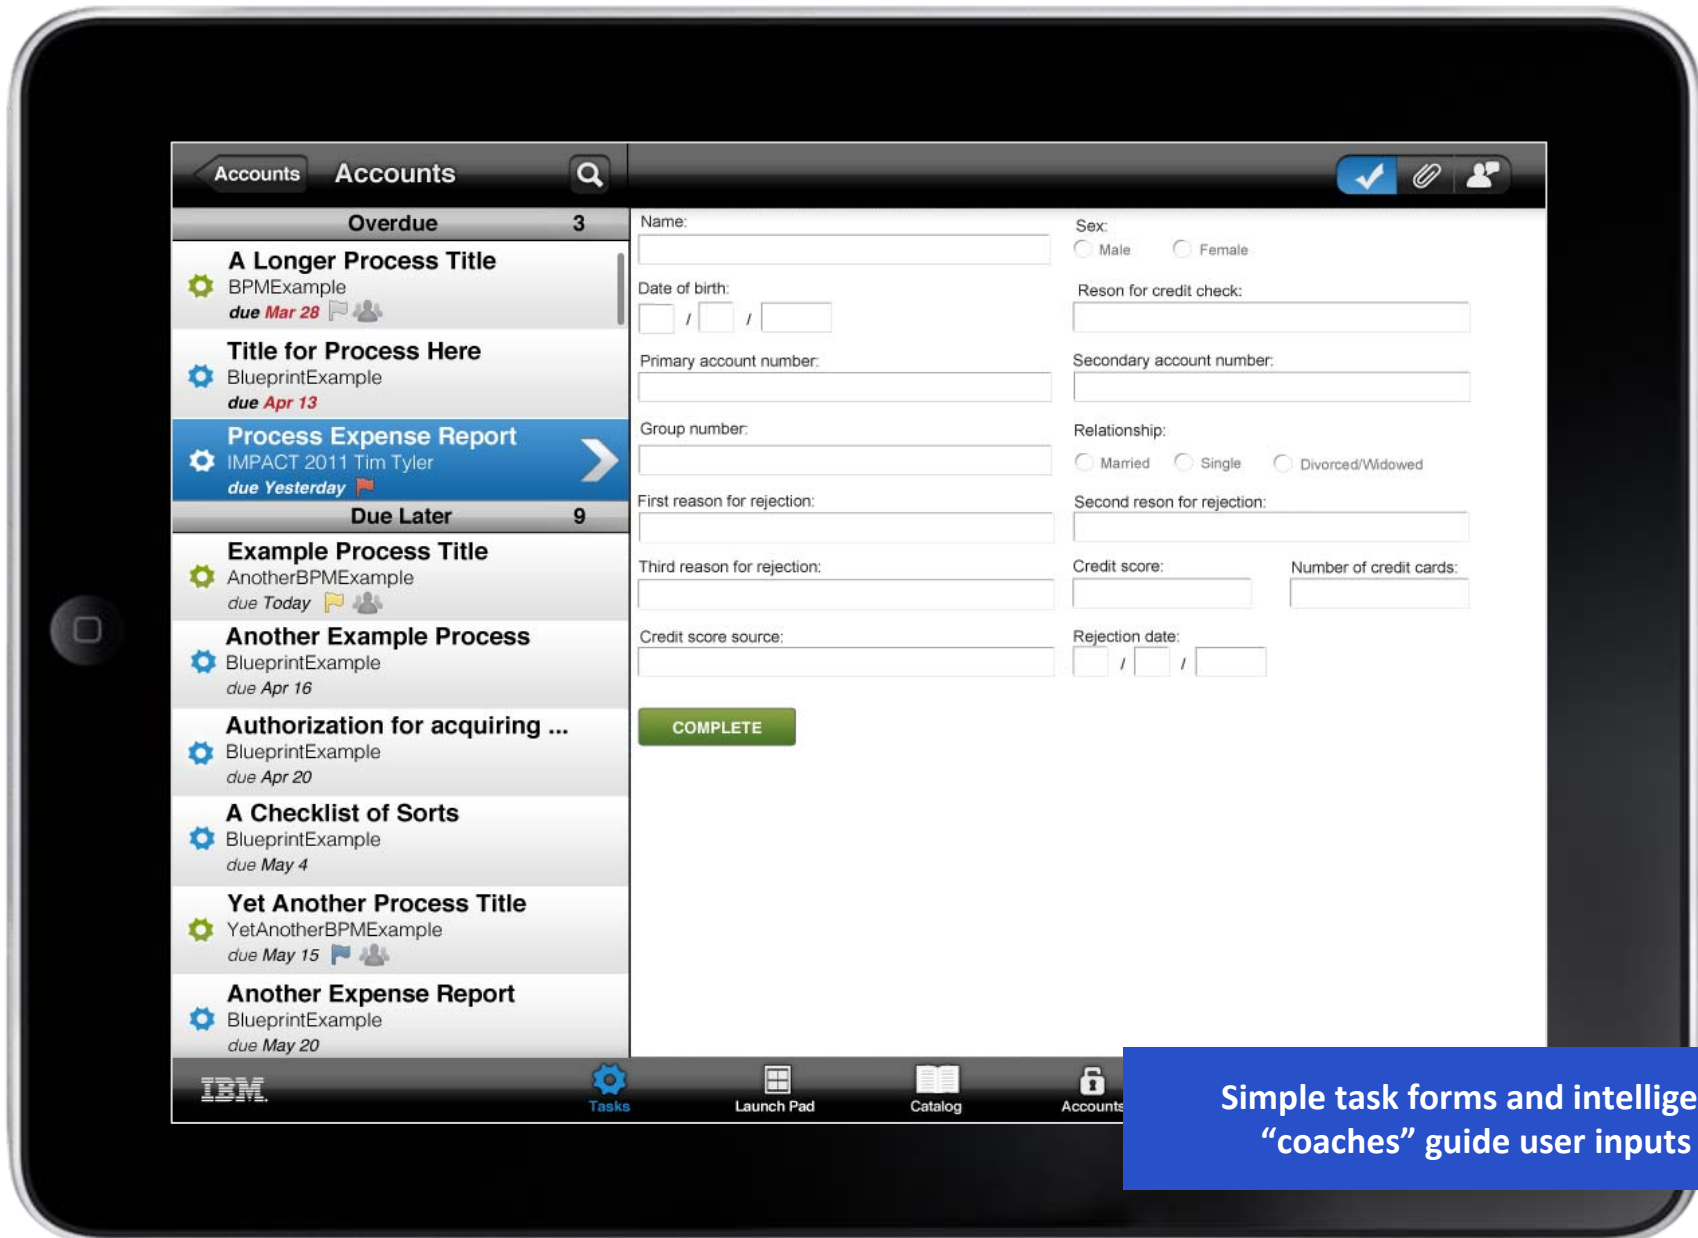 Accounts
Accounts
Overdue 3
A Longer Process Title
BPMExample
due Mar 28
Title for Process Here
BlueprintExample
due Apr 13
Process Expense Report
IMPACT 2011 Tim Tyler
due Yesterday
Due Later 9
Example Process Title
AnotherBPMExample
due Today
Another Example Process
BlueprintExample
due Apr 16
Authorization for acquiring ...
BlueprintExample
due Apr 20
A Checklist of Sorts
BlueprintExample
due May 4
Yet Another Process Title
YetAnotherBPMExample
due May 15
Another Expense Report
BlueprintExample
due May 20
Name:
Sex:
Male Female
Date of birth:
/ /
Reson for credit check:
Primary account number:
Secondary account number:
Group number:
Relationship:
Married Single Divorced/Widowed
First reason for rejection:
Second reson for rejection:
Third reason for rejection:
Credit score:
Number of credit cards:
Credit score source:
Rejection date:
/ /
COMPLETE
IBM.
Tasks
Launch Pad
Catalog
Accounts
Simple task forms and intellige
“coaches” guide user inputs